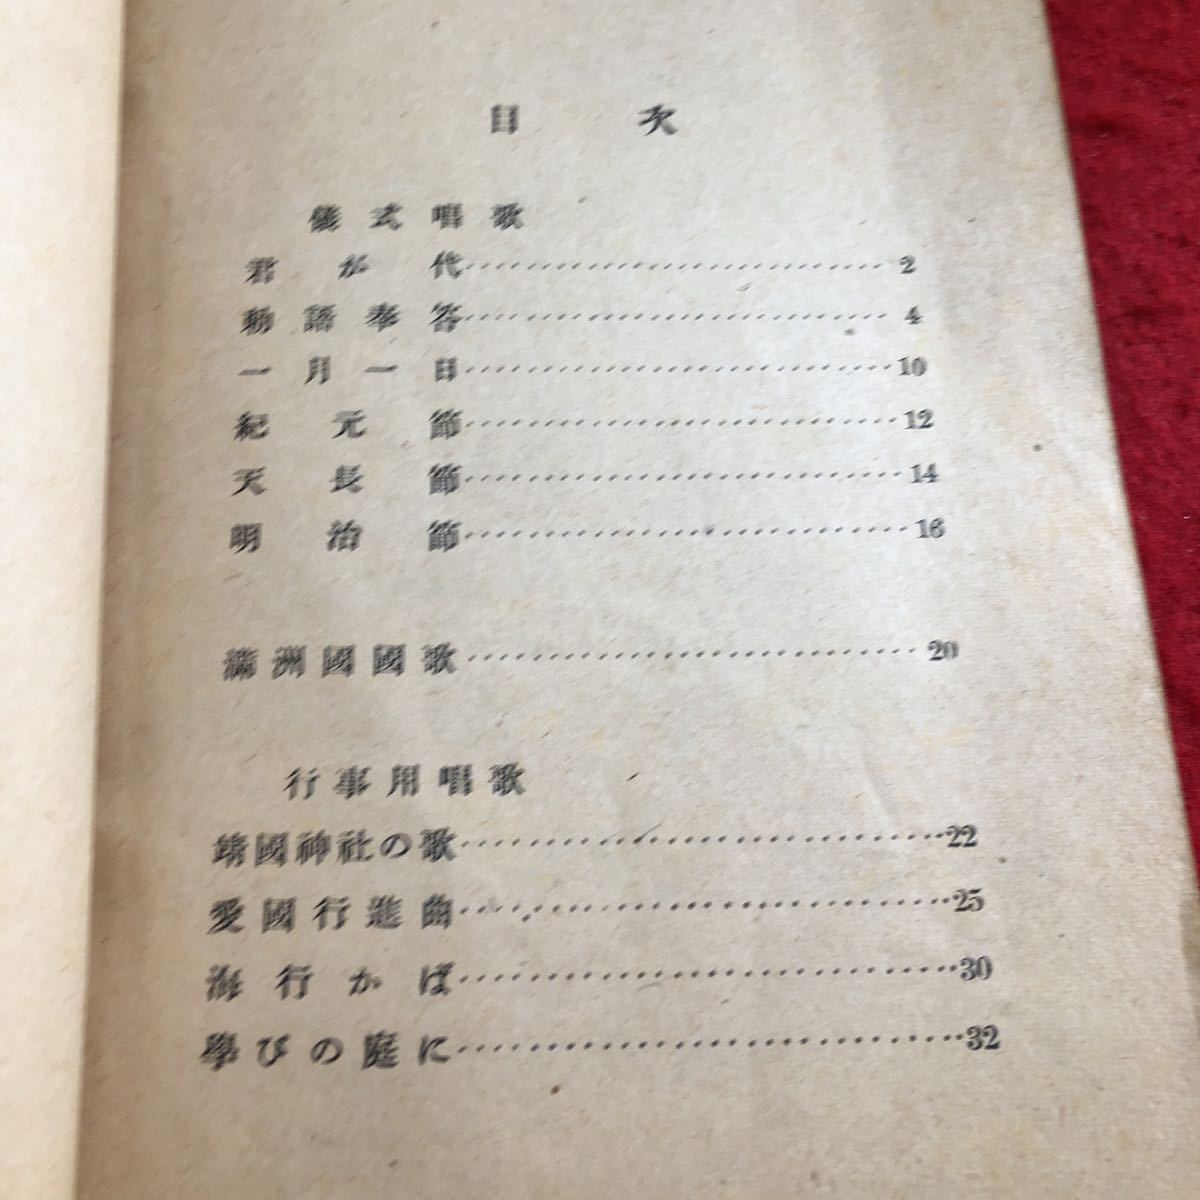 目次
儀式唱歌
君が代……………………………2
勅語奉答……………………………4
一月一日……………………………10
紀元節……………………………12
天長節……………………………14
明治節……………………………16
滿洲國國歌……………………………20
行事用唱歌
靖國神社の歌……………………………22
愛國行進曲……………………………25
海行かば……………………………30
學びの庭に……………………………32